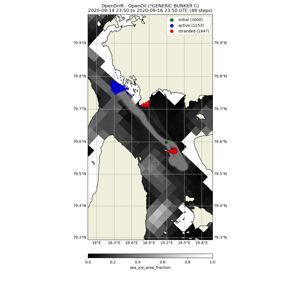 OpenDrift - OpenOil (*GENERIC BUNKER C)
2020-09-14 23:50 to 2020-09-16 23:50 UTC (49 steps)
initial (3000)
active (1153)
stranded (1847)
79.9°N 79.9°N
79.8°N 79.8°N
79.7°N 79.7°N
79.6°N 79.6°N
79.5°N 79.5°N
79.4°N 79.4°N
79.3°N 79.3°N
18°E 18.3°E 18.6°E 18.9°E 19.2°E 19.5°E 19.8°E
0.0 0.2 0.4 0.6 0.8 1.0
sea_ice_area_fraction